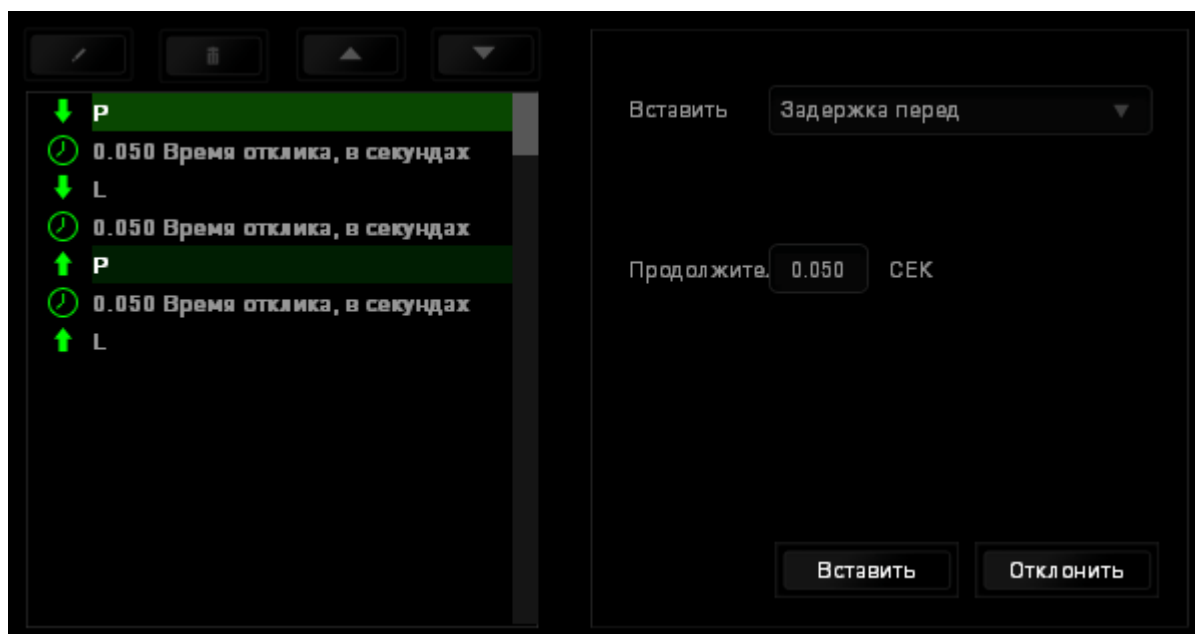 P
0.050 Время отклика, в секундах
L
0.050 Время отклика, в секундах
P
0.050 Время отклика, в секундах
L
Вставить Задержка перед
Продолжител 0.050 СЕК
Вставить Отклонить